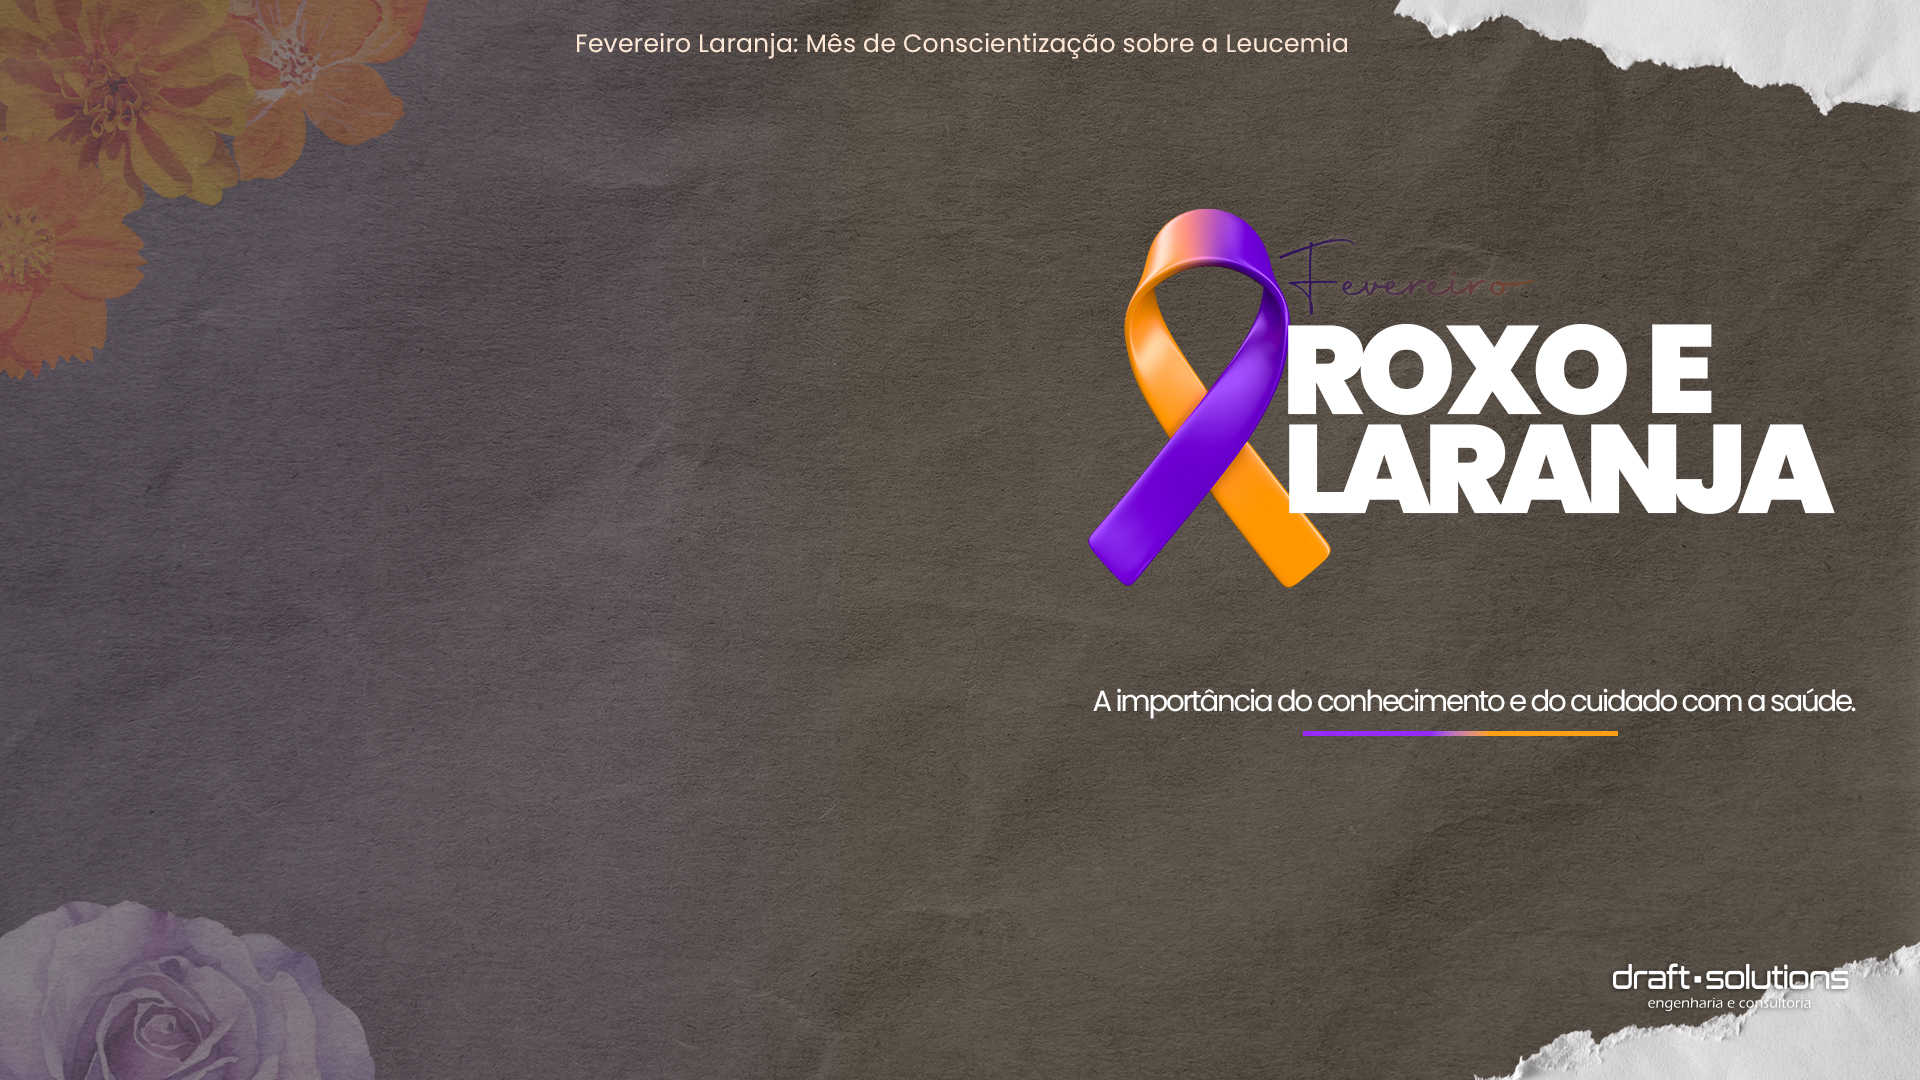 Fevereiro Laranja: Mês de Conscientização sobre a Leucemia
Fevereiro
ROXO E
LARANJA
A importância do conhecimento e do cuidado com a saúde.
draft·solutions
engenharia e consultoria